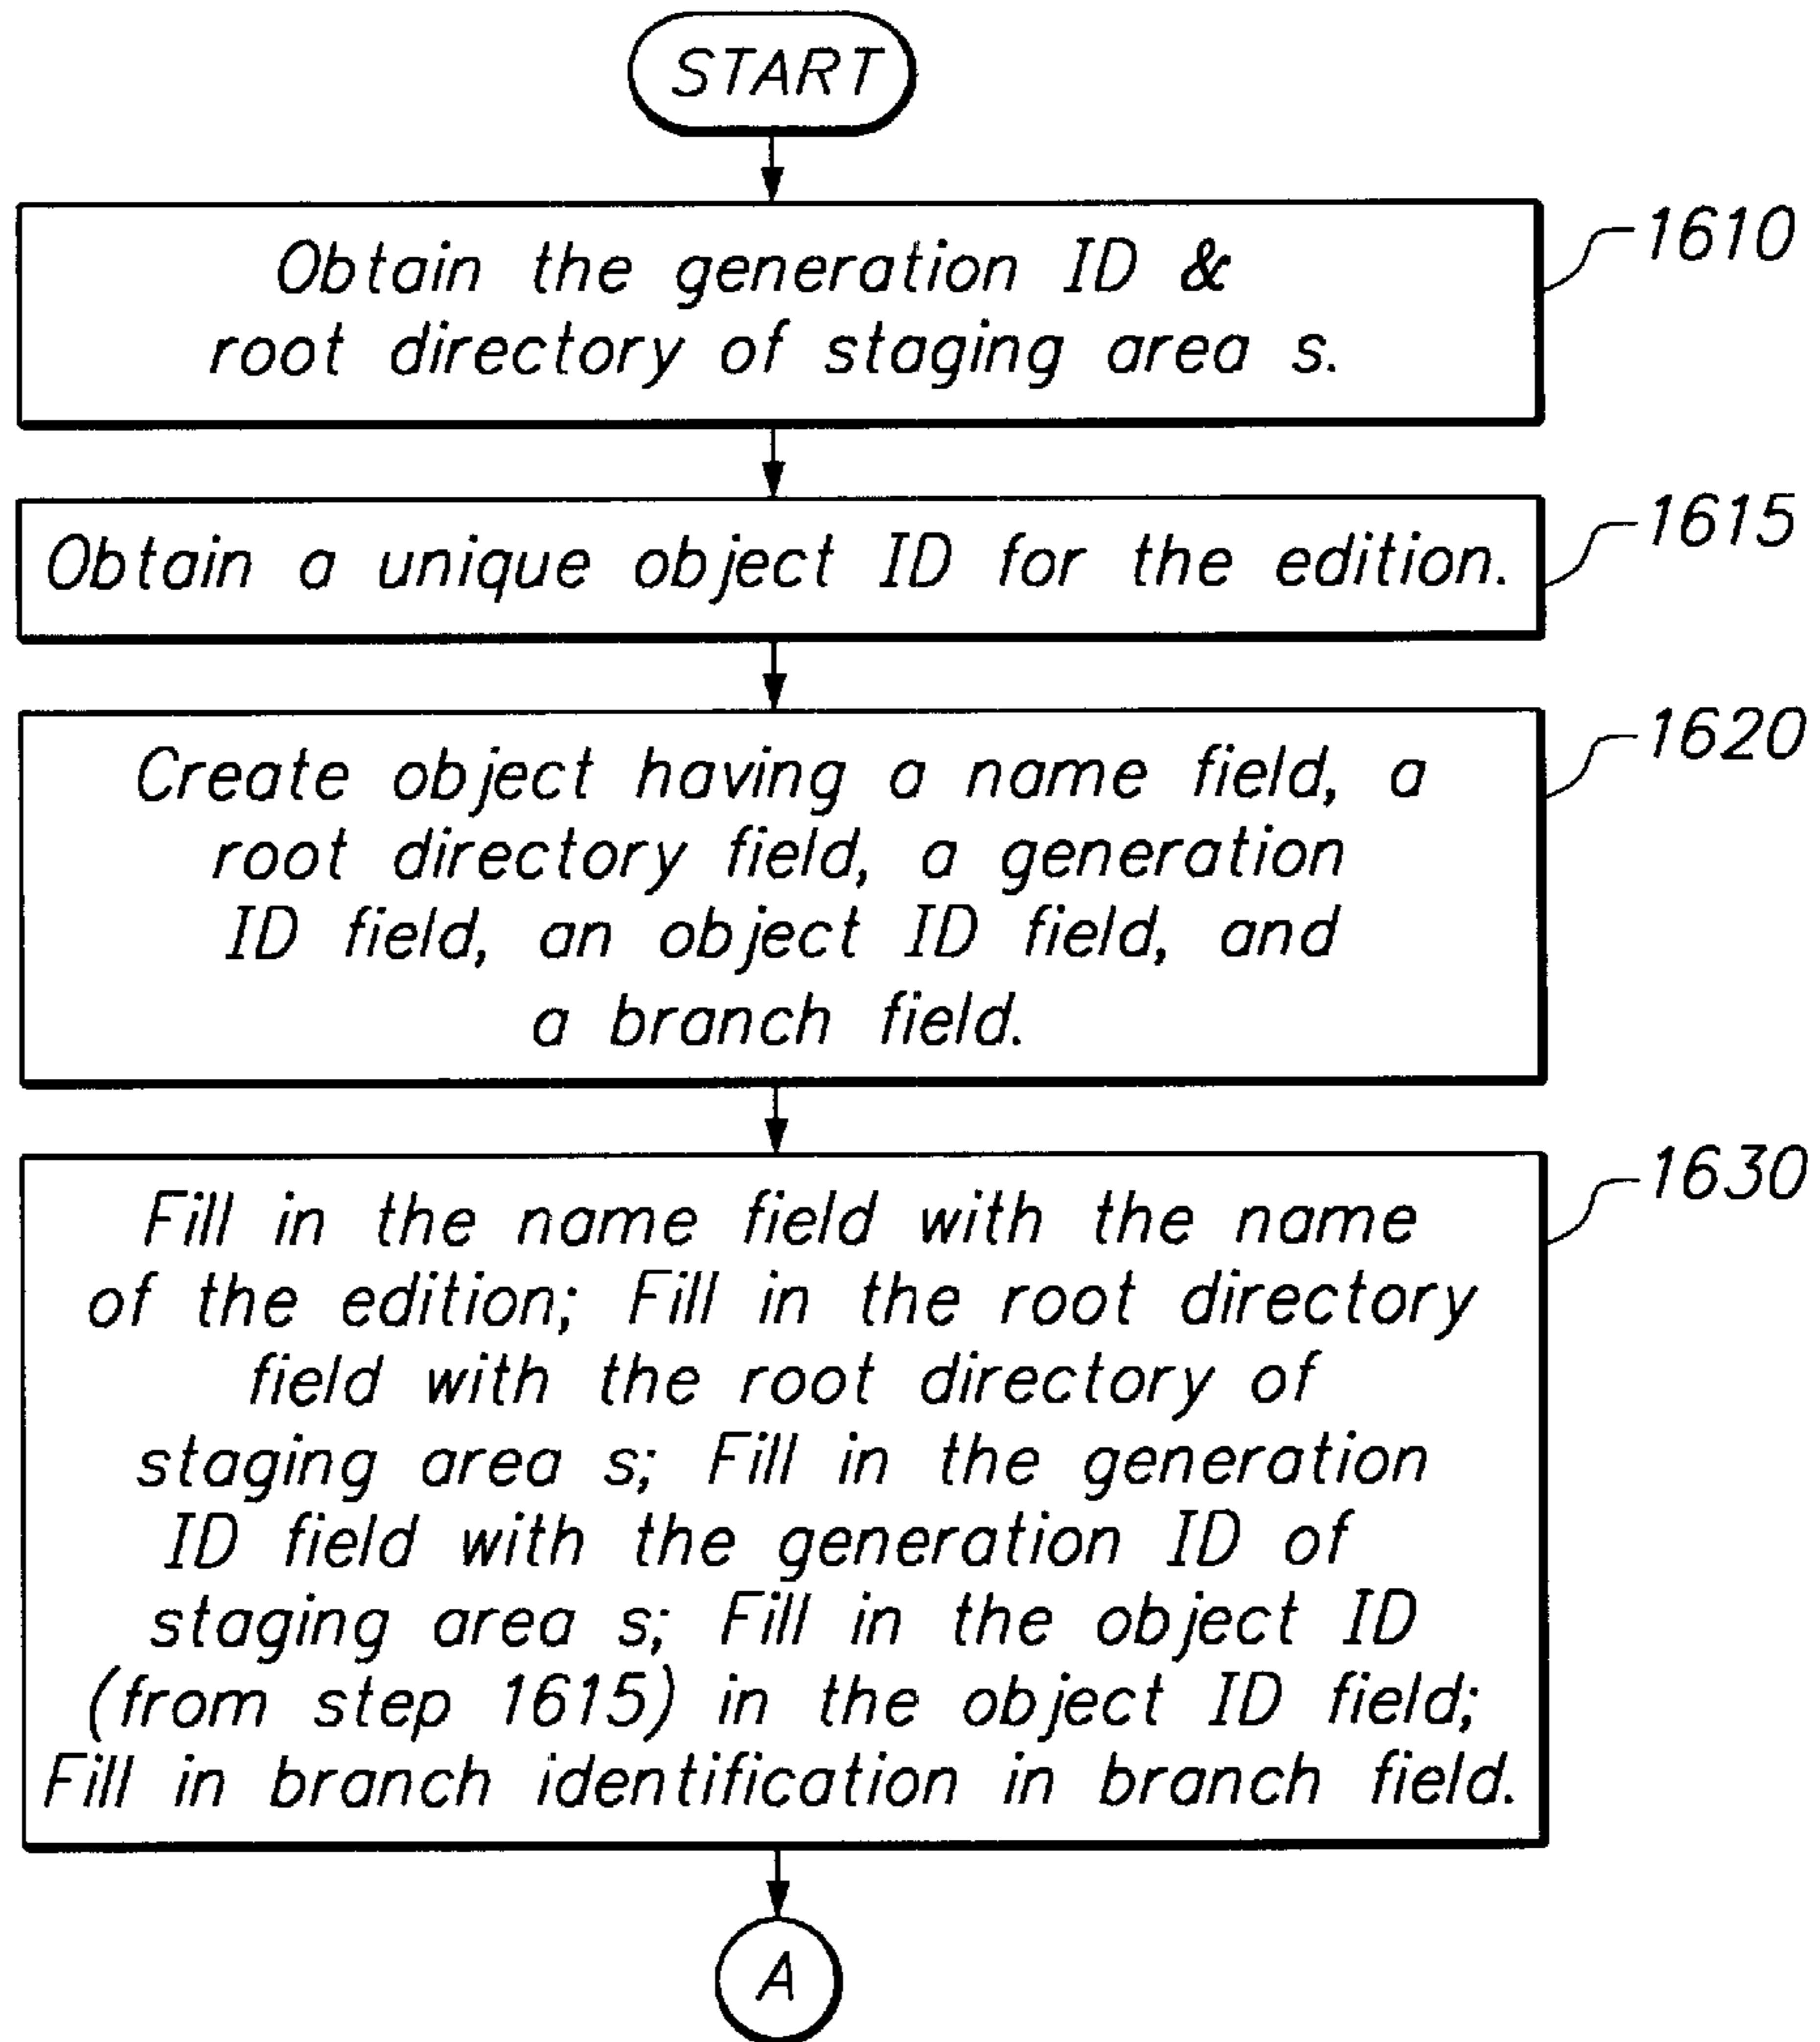 START
Obtain the generation ID &
root directory of staging area s.
1610
Obtain a unique object ID for the edition.
1615
Create object having a name field, a
root directory field, a generation
ID field, an object ID field, and
a branch field.
1620
Fill in the name field with the name
of the edition; Fill in the root directory
field with the root directory of
staging area s; Fill in the generation
ID field with the generation ID of
staging area s; Fill in the object ID
(from step 1615) in the object ID field;
Fill in branch identification in branch field.
1630
A